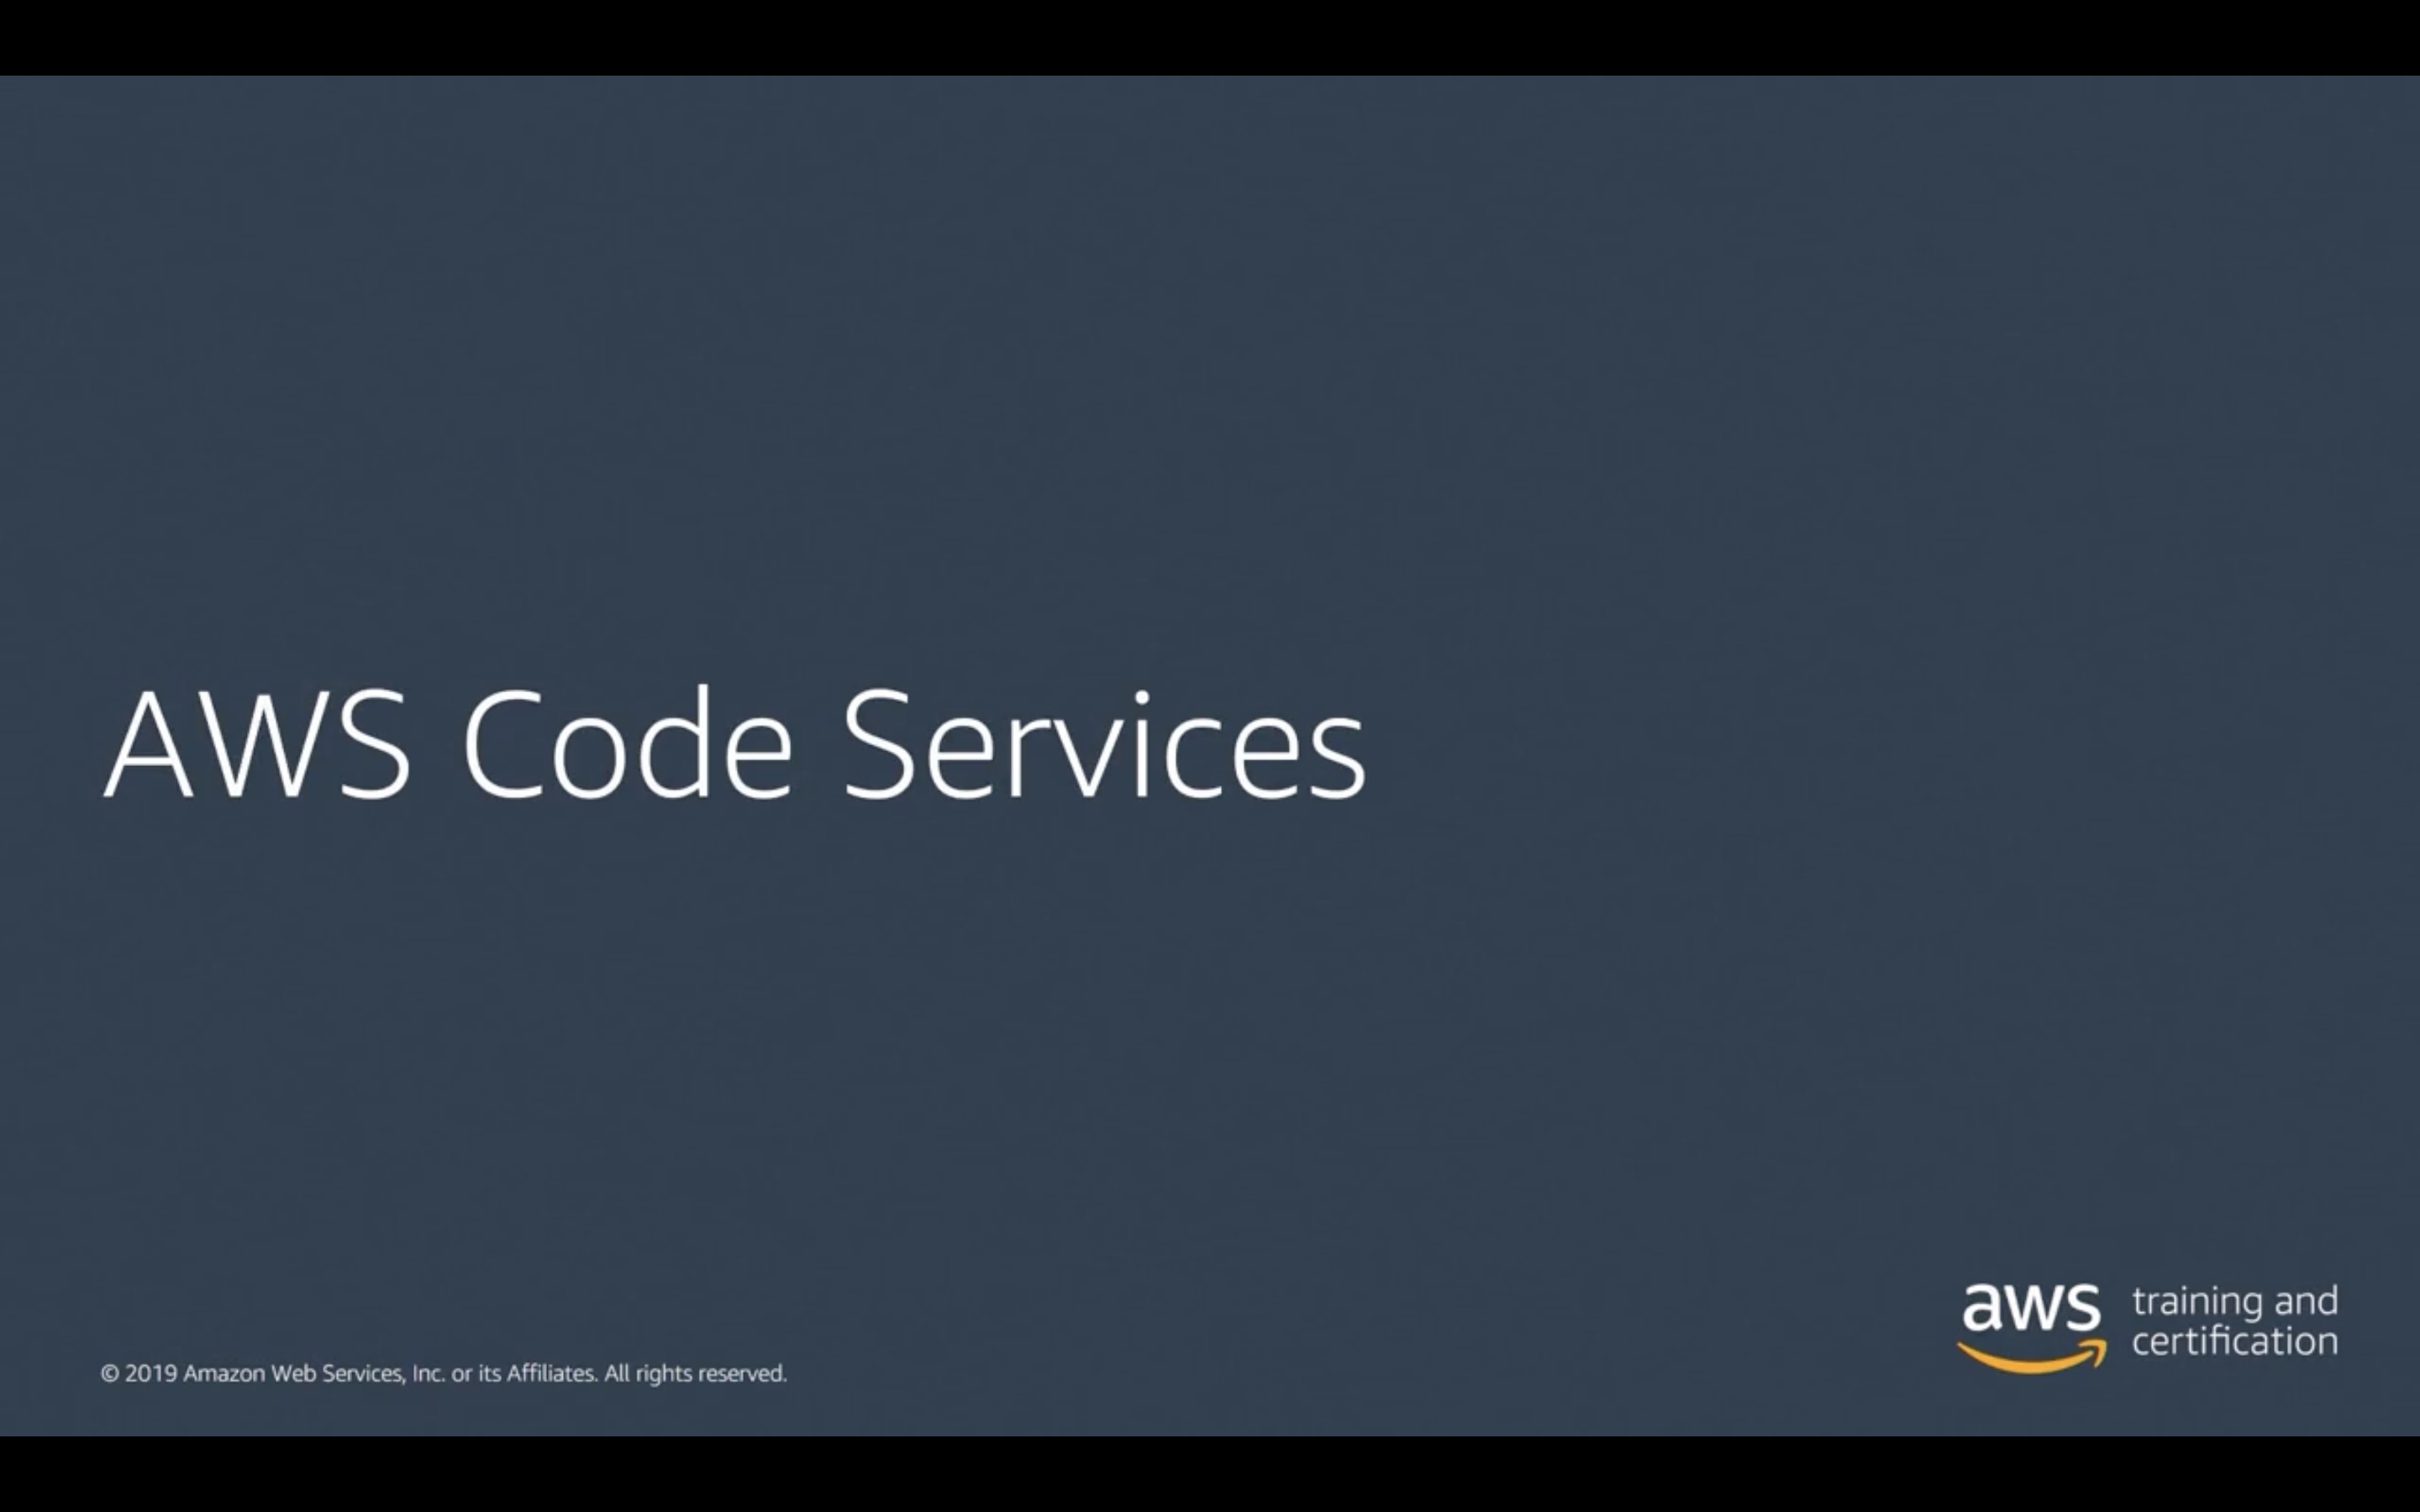 AWS Code Services
aws
training and
certification
© 2019 Amazon Web Services, Inc. or its Affiliates. All rights reserved.